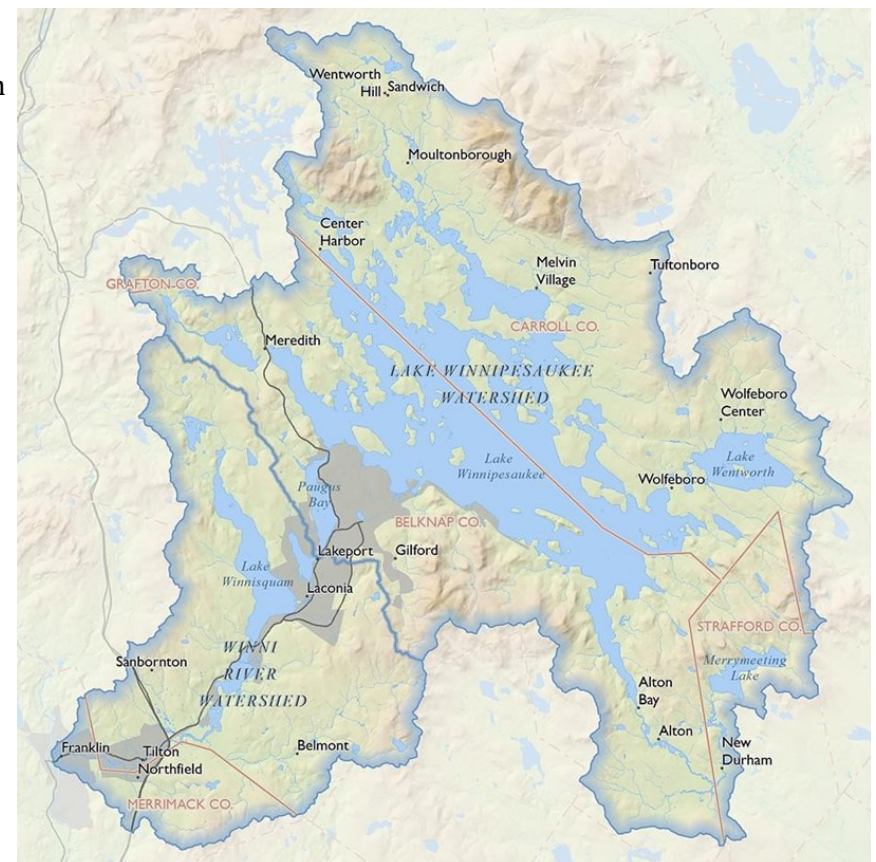 n
Wentworth
Hill
Sandwich
Moultonborough
Center
Harbor
Melvin
Village
Tuftonboro
GRAFTON CO.
CARROLL CO.
Meredith
LAKE WINNIPESAUKEE
WATERSHED
Wolfeboro
Center
Lake
Winnipesaukee
Lake
Wentworth
Wolfeboro
Paugus
Bay
BELKNAP CO.
Lakeport
Gilford
Lake
Winnisquam
Laconia
STRAFFORD CO.
WINNI
RIVER
WATERSHED
Sanbornton
Merrymeeting
Lake
Alton
Bay
Alton
New
Durham
Franklin
Tilton
Northfield
Belmont
MERRIMACK CO.